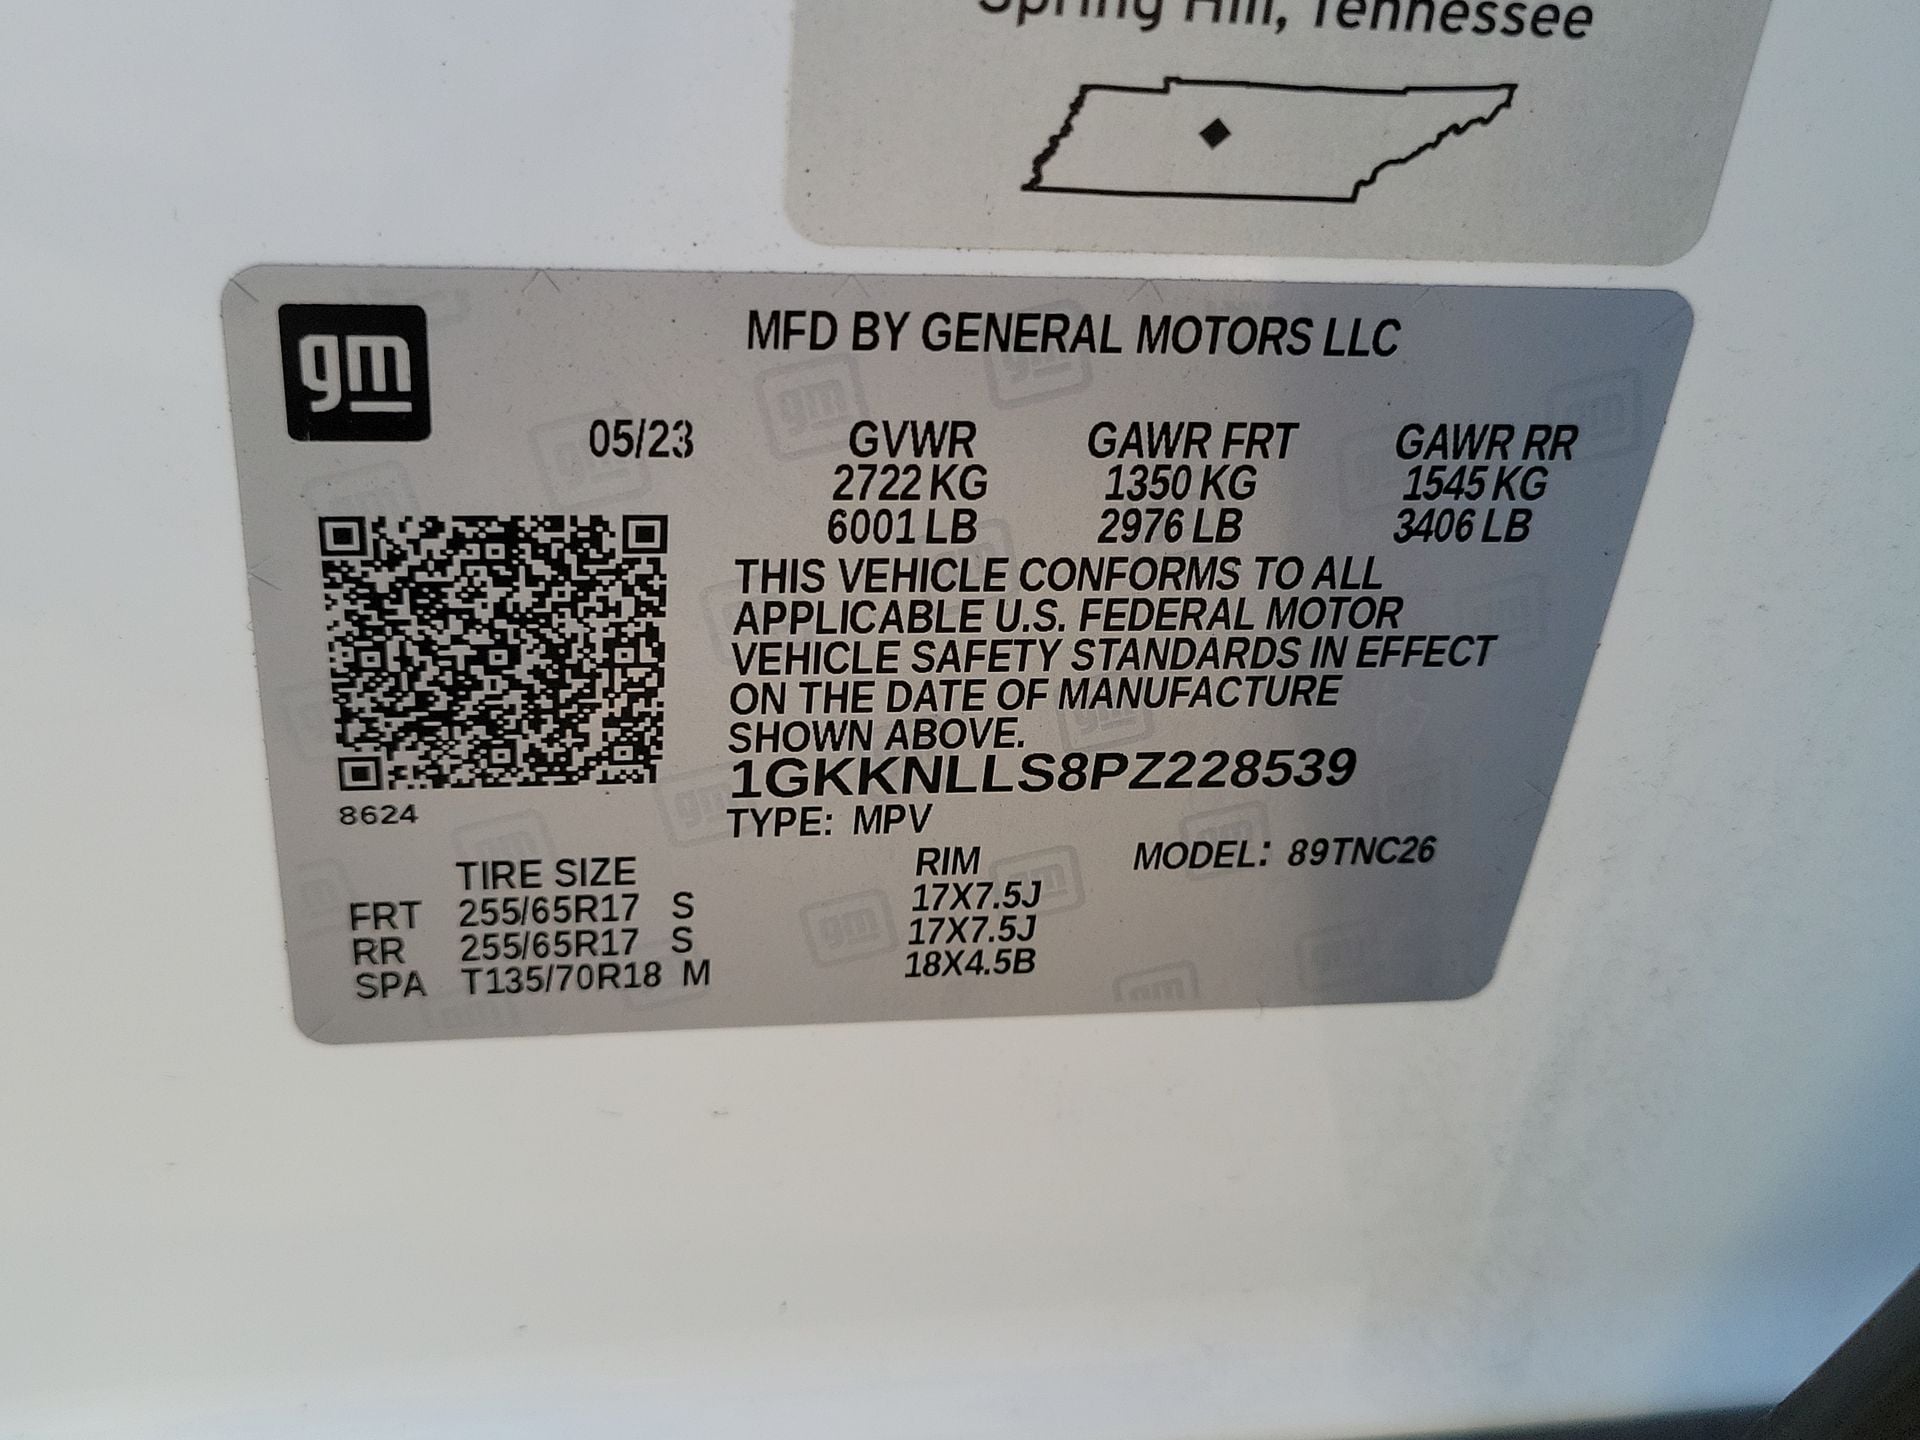 Spring Hill, Tennessee
gm
MFD BY GENERAL MOTORS LLC
05/23 GVWR GAWR FRT GAWR RR
2722 KG 1350 KG 1545 KG
6001 LB 2976 LB 3406 LB
THIS VEHICLE CONFORMS TO ALL
APPLICABLE U.S. FEDERAL MOTOR
VEHICLE SAFETY STANDARDS IN EFFECT
ON THE DATE OF MANUFACTURE
SHOWN ABOVE.
1GKKNLLS8PZ228539
8624
TYPE: MPV
TIRE SIZE RIM MODEL: 89TNC26
FRT 255/65R17 S 17X7.5J
RR 255/65R17 S 17X7.5J
SPA T135/70R18 M 18X4.5B